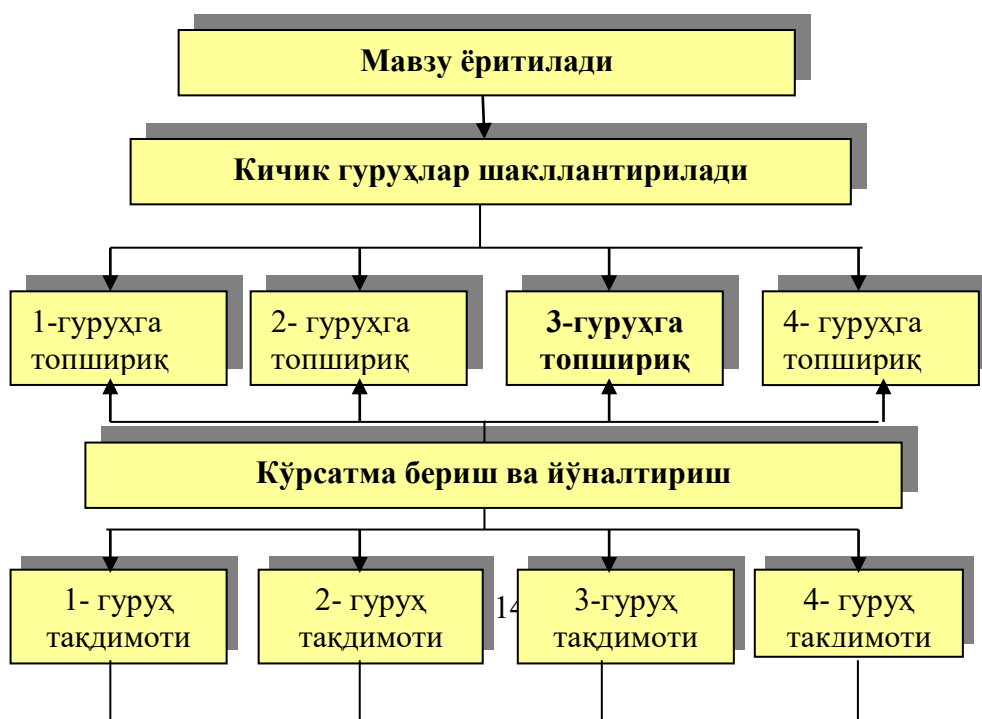 Мавзу ёритилади
Кичик гуруҳлар шакллантирилади
1-гуруҳга
топшириқ
2- гуруҳга
топшириқ
3-гуруҳга
топшириқ
4- гуруҳга
топшириқ
Кўрсатма бериш ва йўналтириш
1- гуруҳ
тақдимоти
2- гуруҳ
тақдимоти
14
3-гуруҳ
тақдимоти
4- гуруҳ
тақдимоти